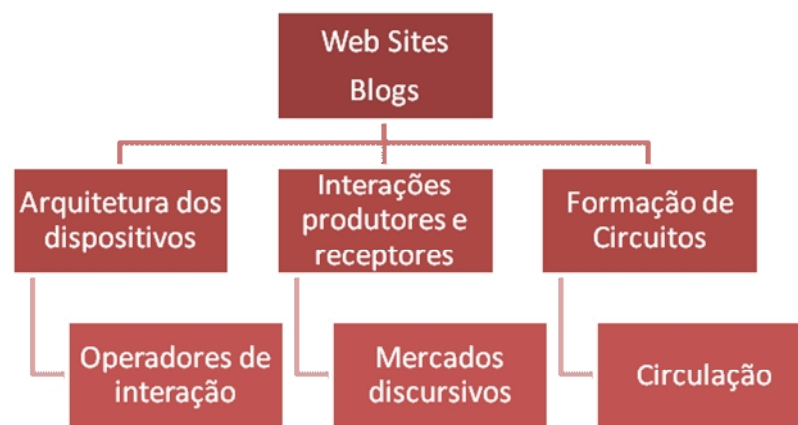 Web Sites
Blogs
Arquitetura dos
dispositivos
Interações
produtores e
receptores
Formação de
Circuitos
Operadores de
interação
Mercados
discursivos
Circulação